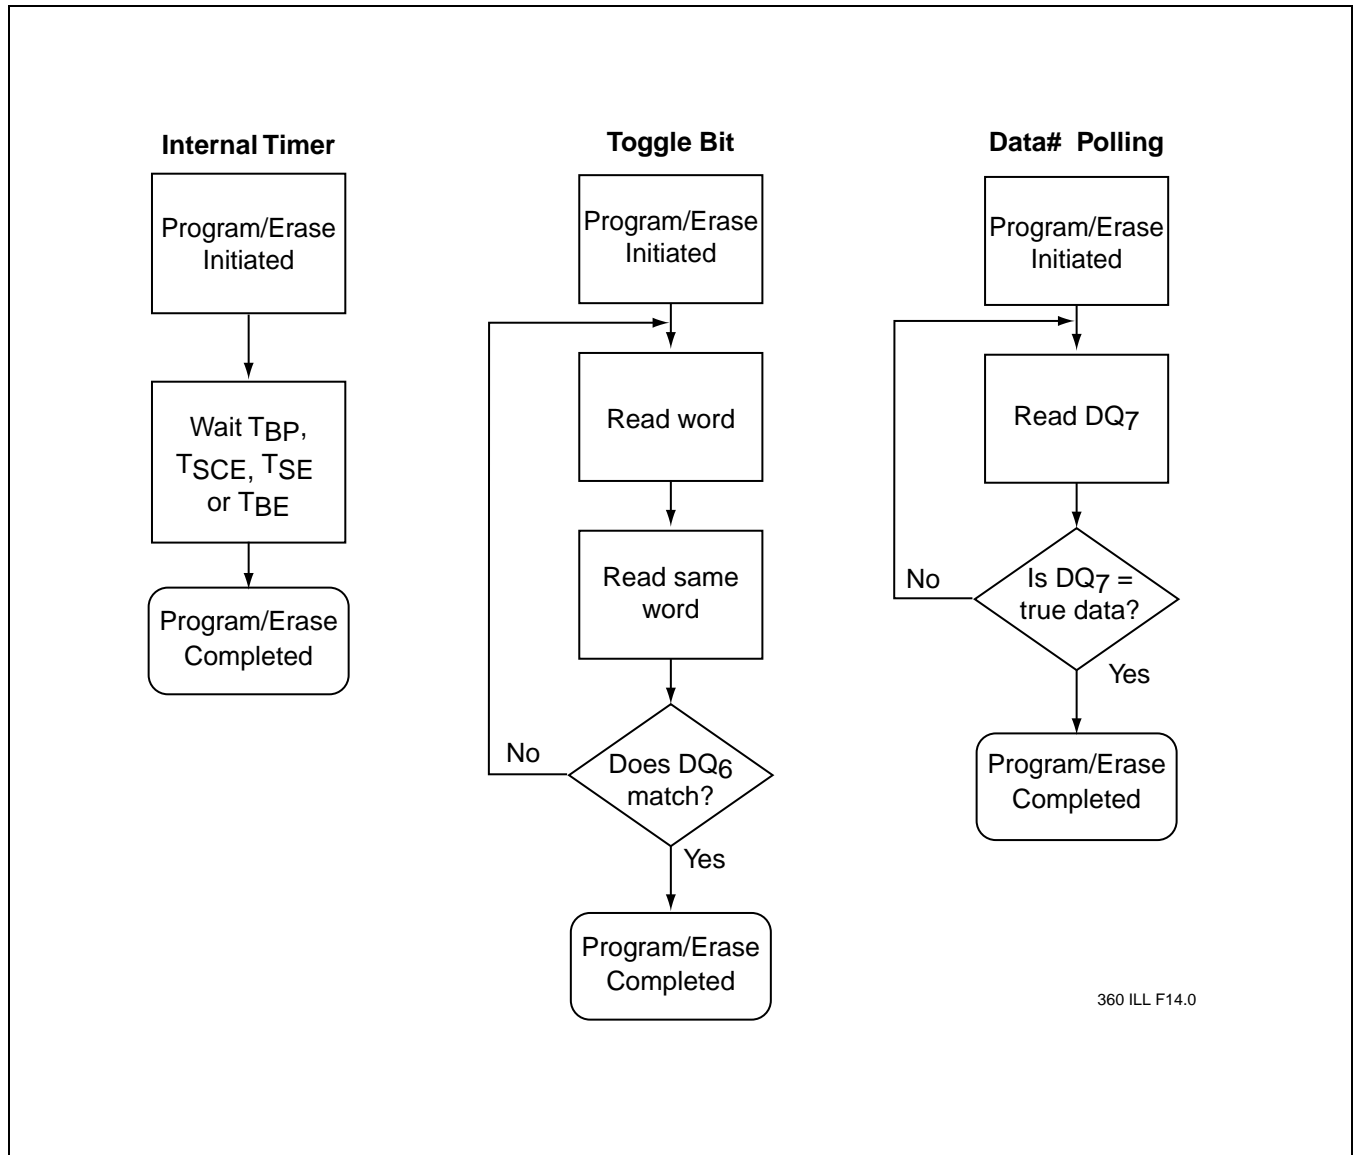 Internal Timer
Program/Erase
Initiated
Wait TBP,
TSCE, TSE
or TBE
Program/Erase
Completed
Toggle Bit
Program/Erase
Initiated
Read word
Read same
word
Does DQ6
match?
No
Yes
Program/Erase
Completed
Data# Polling
Program/Erase
Initiated
Read DQ7
Is DQ7 =
true data?
No
Yes
Program/Erase
Completed
360 ILL F14.0